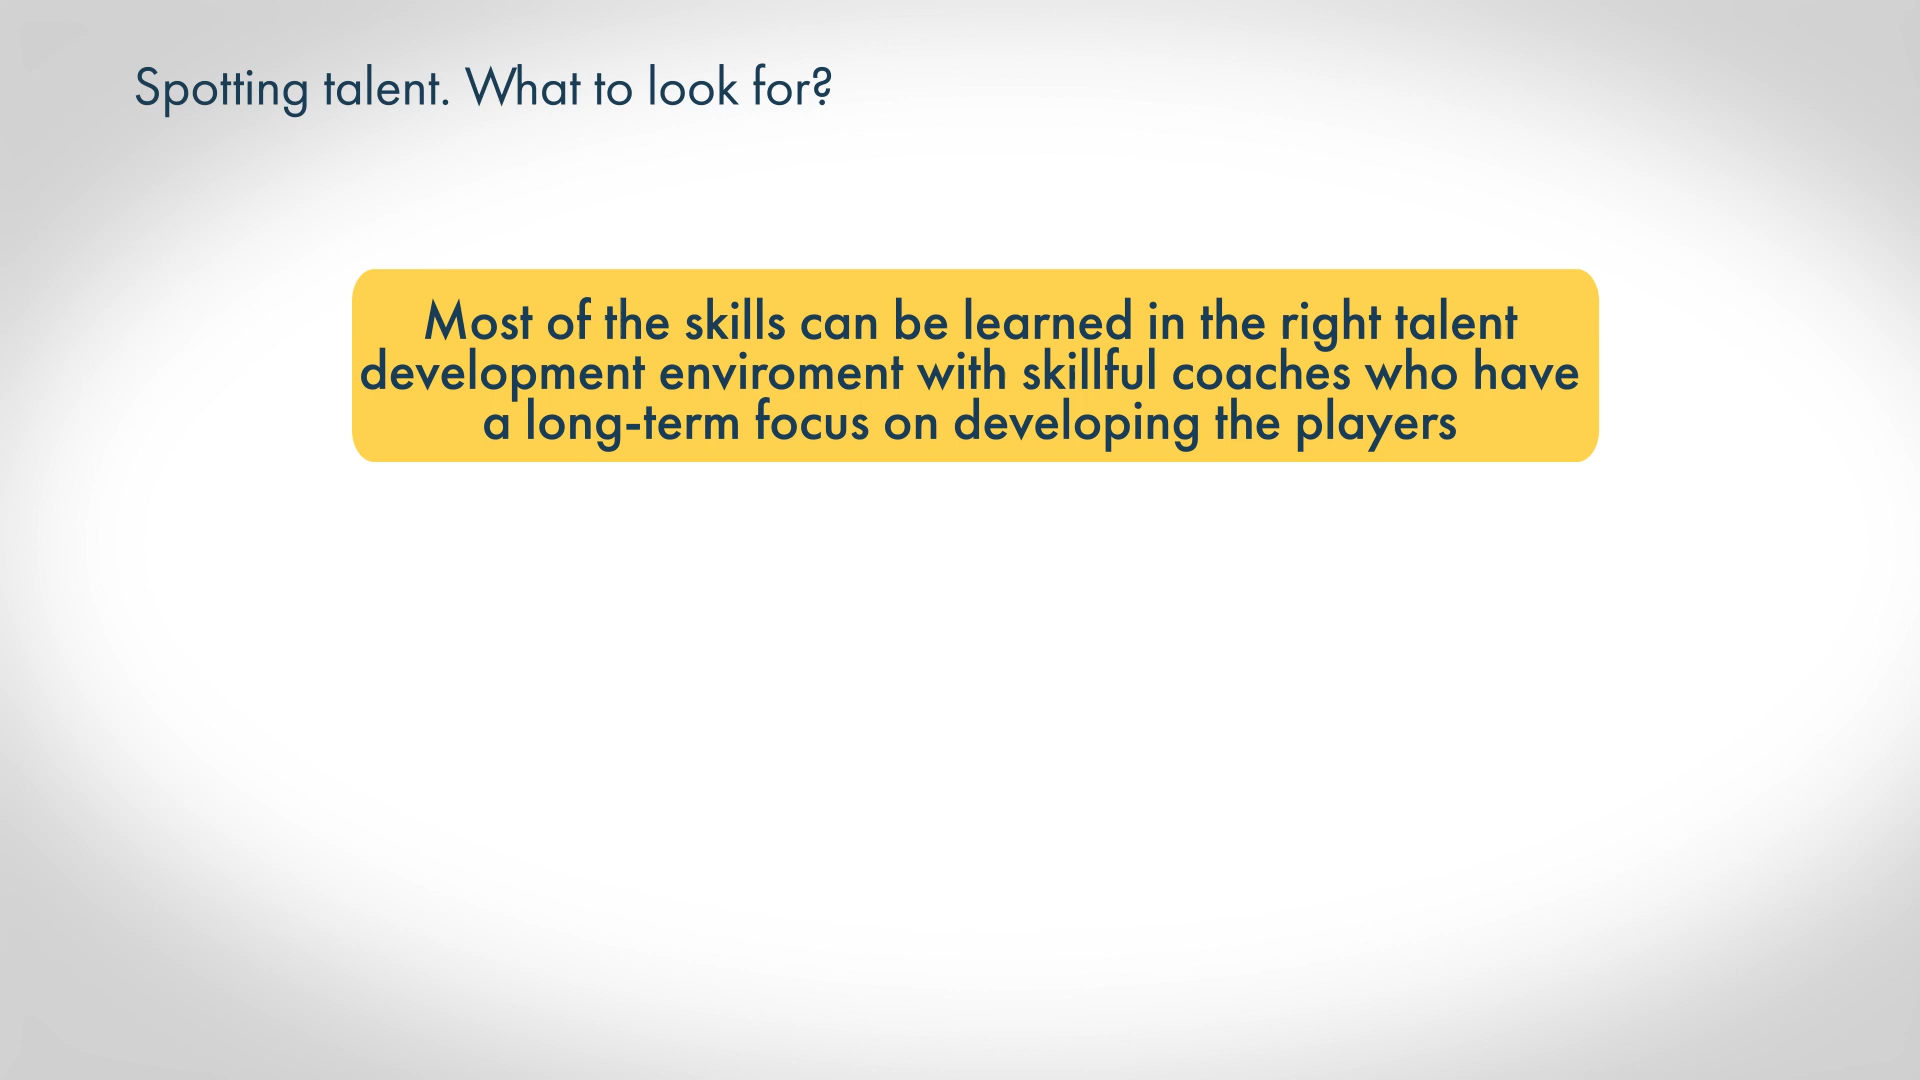 Spotting talent. What to look for?
Most of the skills can be learned in the right talent
development enviroment with skillful coaches who have
a long-term focus on developing the players